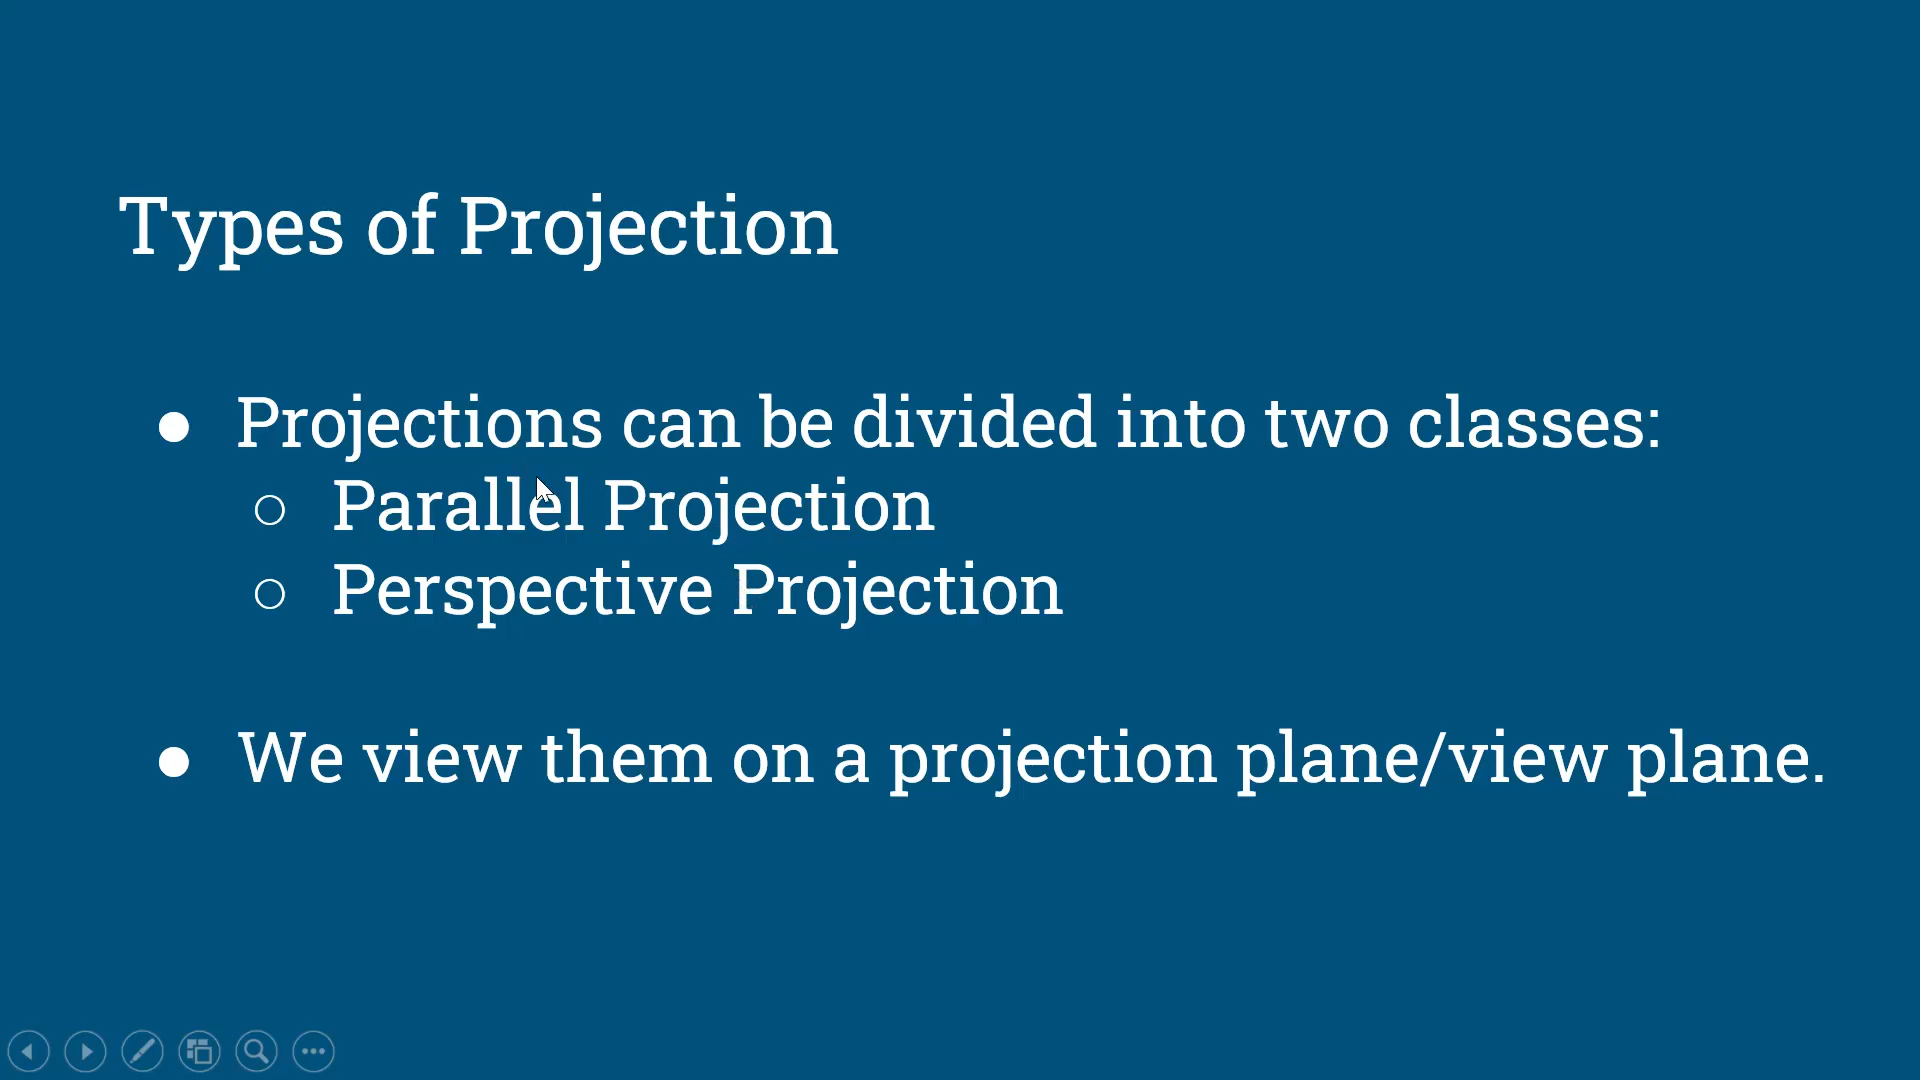 Types of Projection
● Projections can be divided into two classes:
○ Parallel Projection
○ Perspective Projection
● We view them on a projection plane/view plane.